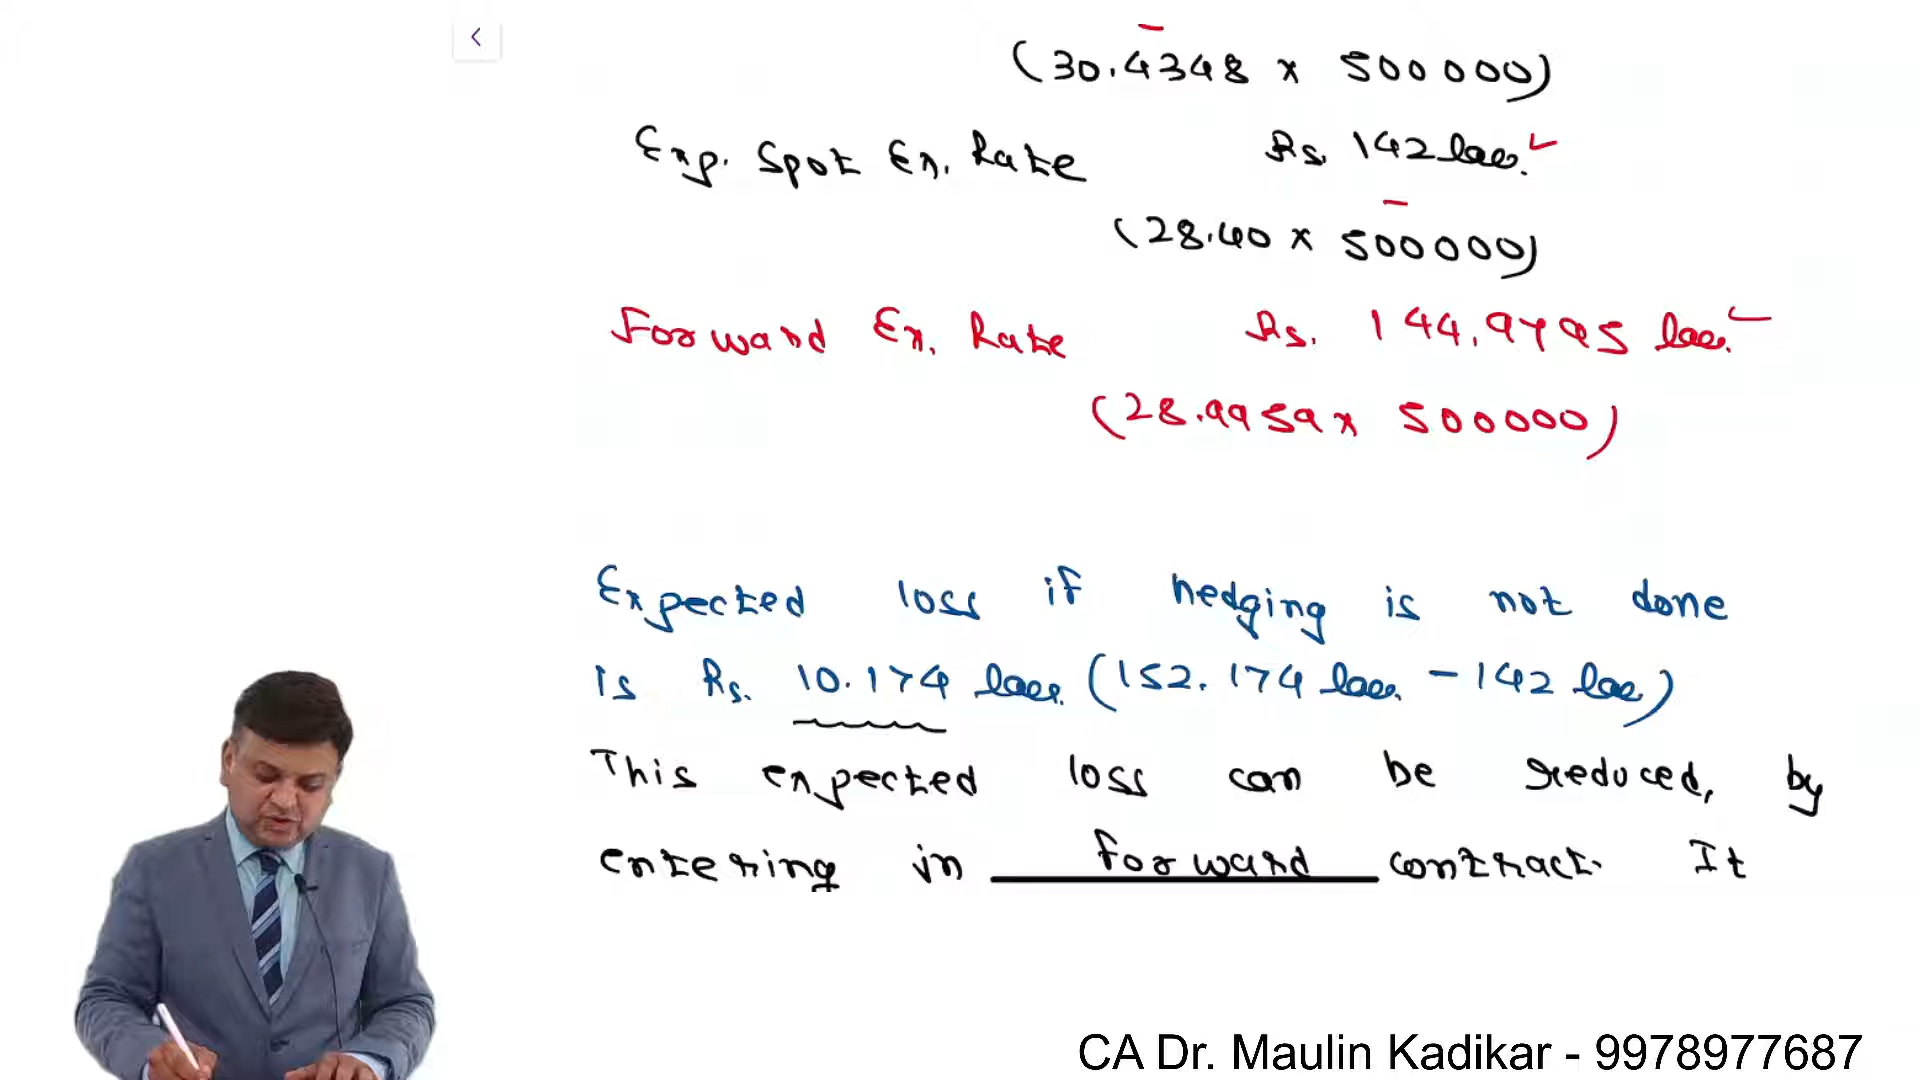 (30.4348 x 500000)
Exp. Spot Ex. Rate Rs. 142 lac.
(28.40 x 500000)
Forward Ex. Rate Rs. 144.9795 lac.
(28.9959 x 500000)
Expected loss if hedging is not done
is Rs. 10.174 lacs. (152.174 lac. - 142 lac)
This expected loss can be reduced, by
entering in forward contract. It
CA Dr. Maulin Kadikar - 9978977687